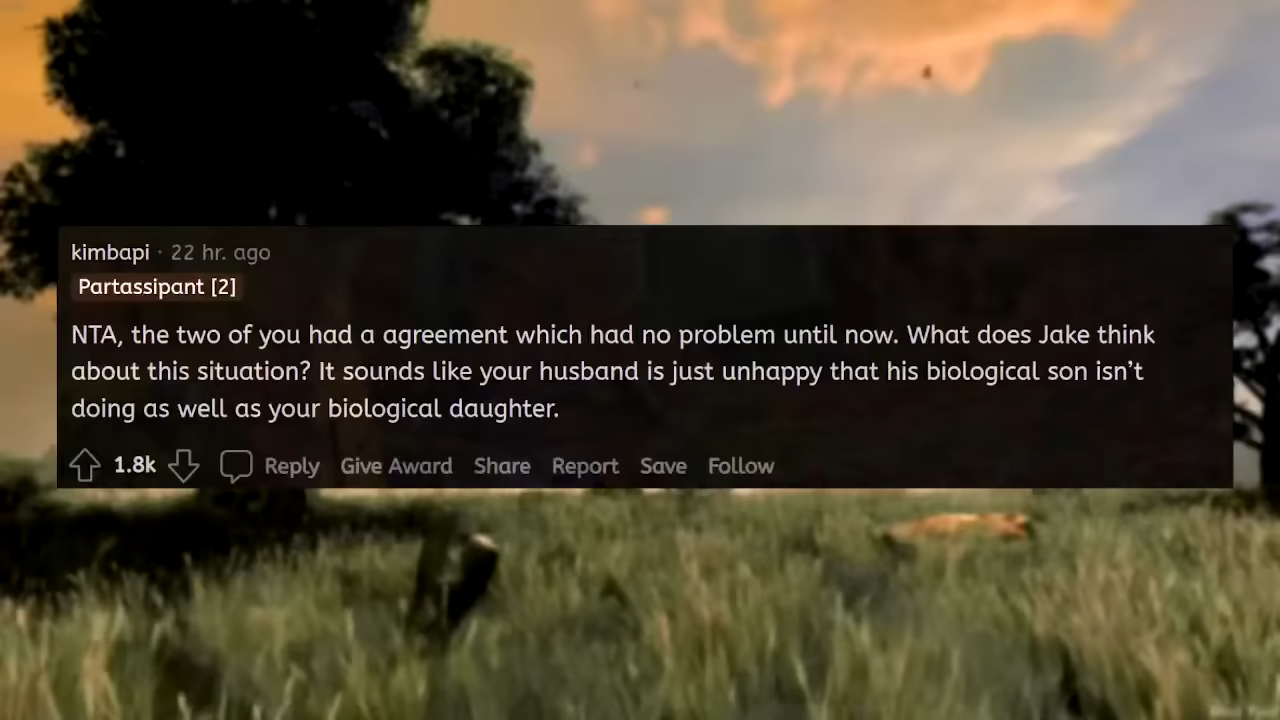 kimbapi · 22 hr. ago
Partassipant [2]
NTA, the two of you had a agreement which had no problem until now. What does Jake think
about this situation? It sounds like your husband is just unhappy that his biological son isn’t
doing as well as your biological daughter.
1.8k Reply Give Award Share Report Save Follow